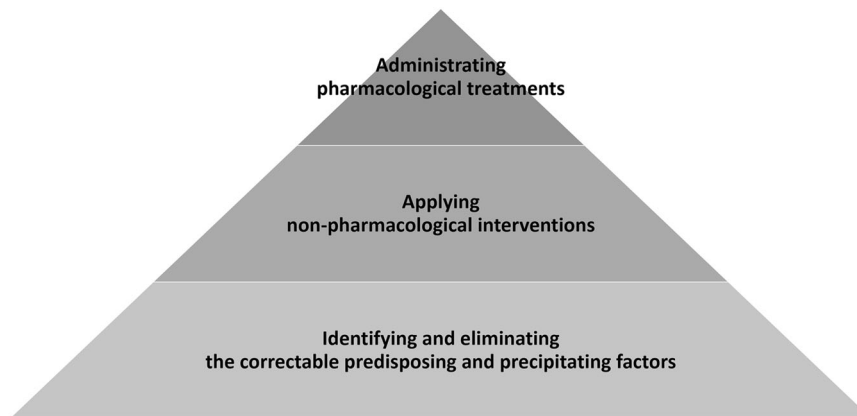 Administrating
pharmacological treatments
Applying
non-pharmacological interventions
Identifying and eliminating
the correctable predisposing and precipitating factors